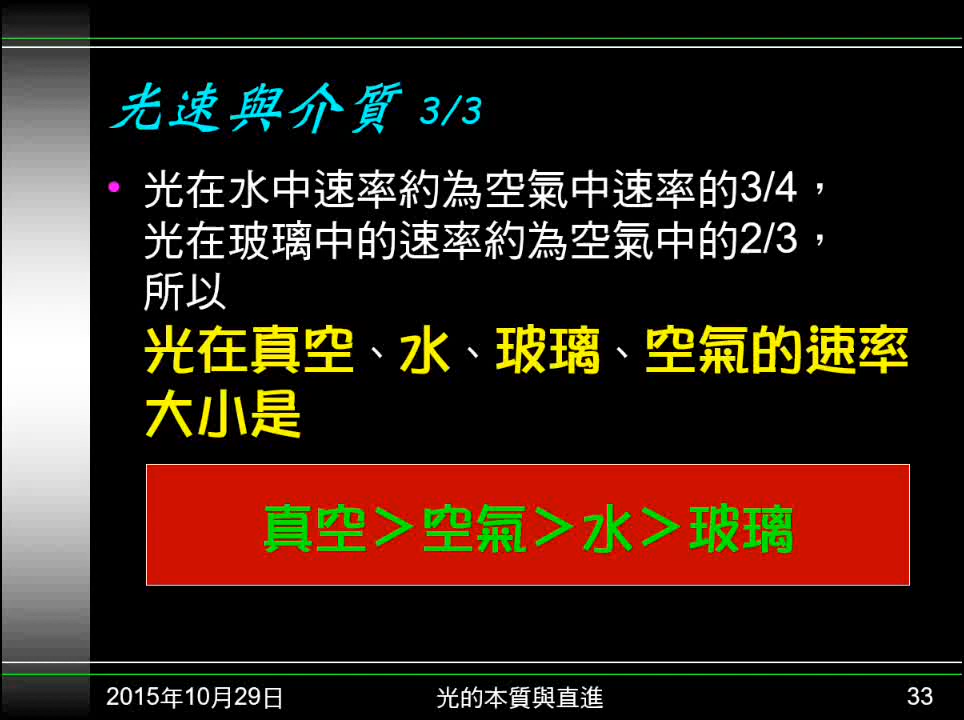 光速與介質 3/3
• 光在水中速率約為空氣中速率的3/4，
光在玻璃中的速率約為空氣中的2/3，
所以
光在真空、水、玻璃、空氣的速率
大小是
真空＞空氣＞水＞玻璃
2015年10月29日 光的本質與直進 33